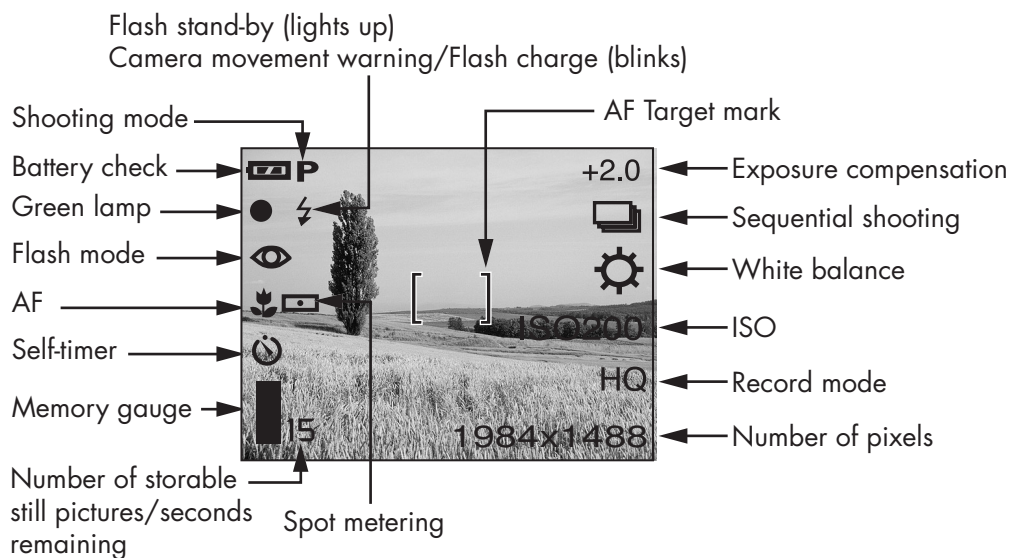 Flash stand-by (lights up)
Camera movement warning/Flash charge (blinks)
Shooting mode
AF Target mark
Battery check
P
+2.0
Exposure compensation
Green lamp
Sequential shooting
Flash mode
White balance
AF
ISO200
ISO
Self-timer
HQ
Record mode
Memory gauge
15
1984x1488
Number of pixels
Number of storable
still pictures/seconds
remaining
Spot metering